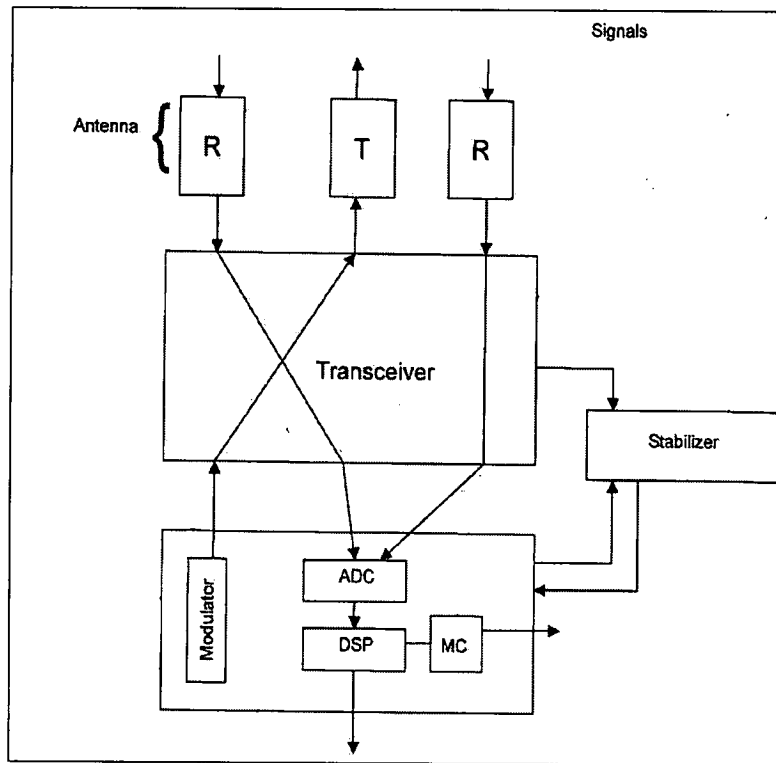 Signals
Antenna
R
T
R
Transceiver
Stabilizer
ADC
Modulator
DSP
MC